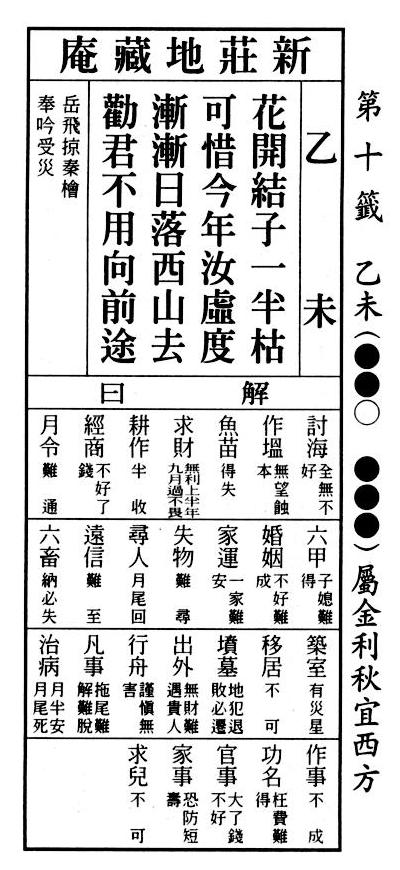 第十籤 乙未(●●○ ●●●)屬金利秋宜西方
新莊地藏庵
乙未
花開結子一半枯
可惜今年汝虛度
漸漸日落西山去
勸君不用向前途
岳飛掠秦檜
奉吟受災
解曰
討海 全無不好
作塭 無望蝕本
魚苗 得失
求財 無利上半年九月過不畏
耕作 半收
經商 不好了錢
月令 難通
六甲 子媳難得
婚姻 不好難成
家運 一家難安
失物 難尋
尋人 月尾回
遠信 難至
六畜 納必失
築室 有災星
移居 不可
墳墓 地犯退敗必遷
出外 無財難遇貴人
行舟 謹慎無害
凡事 拖尾難解難脫
治病 月半安月尾死
作事 不成
功名 枉費難得
官事 大了錢不好
家事 恐防短壽
求兒 不可